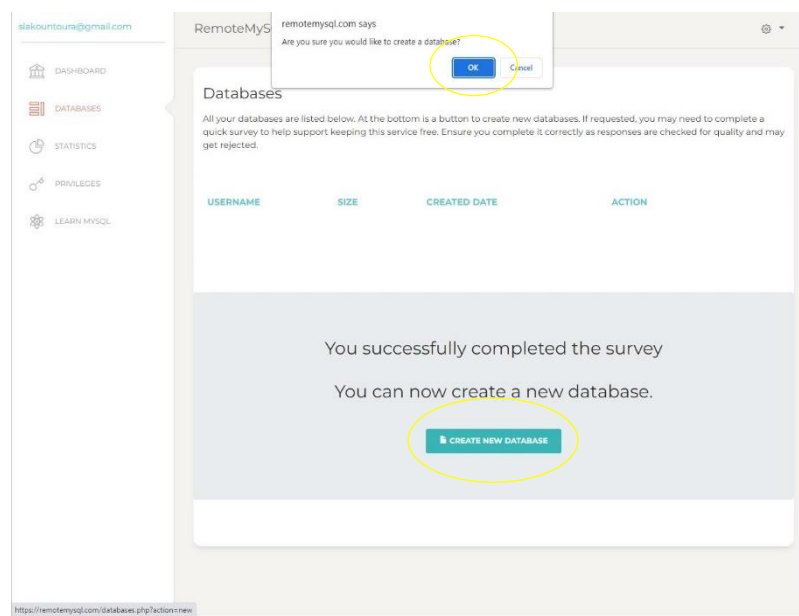 siakountoura@gmail.com
DASHBOARD
DATABASES
STATISTICS
PRIVILEGES
LEARN MYSQL
RemoteMyS
remotemysql.com says
Are you sure you would like to create a database?
OK
Cancel
Databases
All your databases are listed below. At the bottom is a button to create new databases. If requested, you may need to complete a
quick survey to help support keeping this service free. Ensure you complete it correctly as responses are checked for quality and may
get rejected.
USERNAME SIZE CREATED DATE ACTION
You successfully completed the survey
You can now create a new database.
CREATE NEW DATABASE
https://remotemysql.com/databases.php?action=new